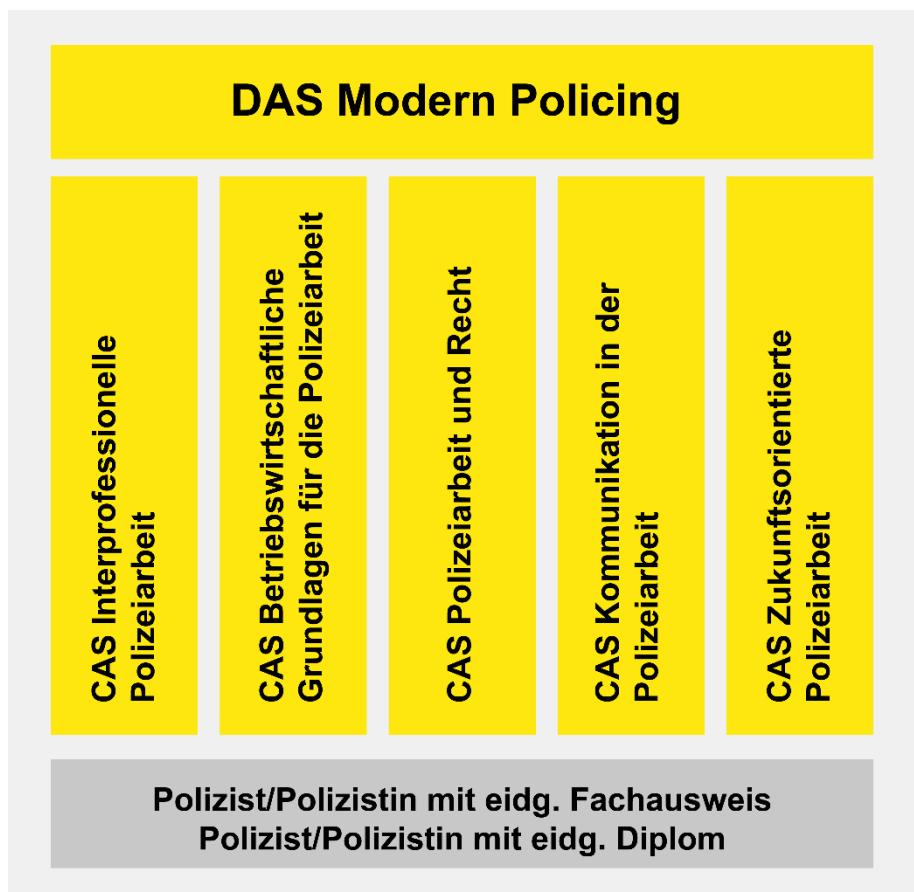 DAS Modern Policing
CAS Interprofessionelle
Polizeiarbeit
CAS Betriebswirtschaftliche
Grundlagen für die Polizeiarbeit
CAS Polizeiarbeit und Recht
CAS Kommunikation in der
Polizeiarbeit
CAS Zukunftsorientierte
Polizeiarbeit
Polizist/Polizistin mit eidg. Fachausweis
Polizist/Polizistin mit eidg. Diplom